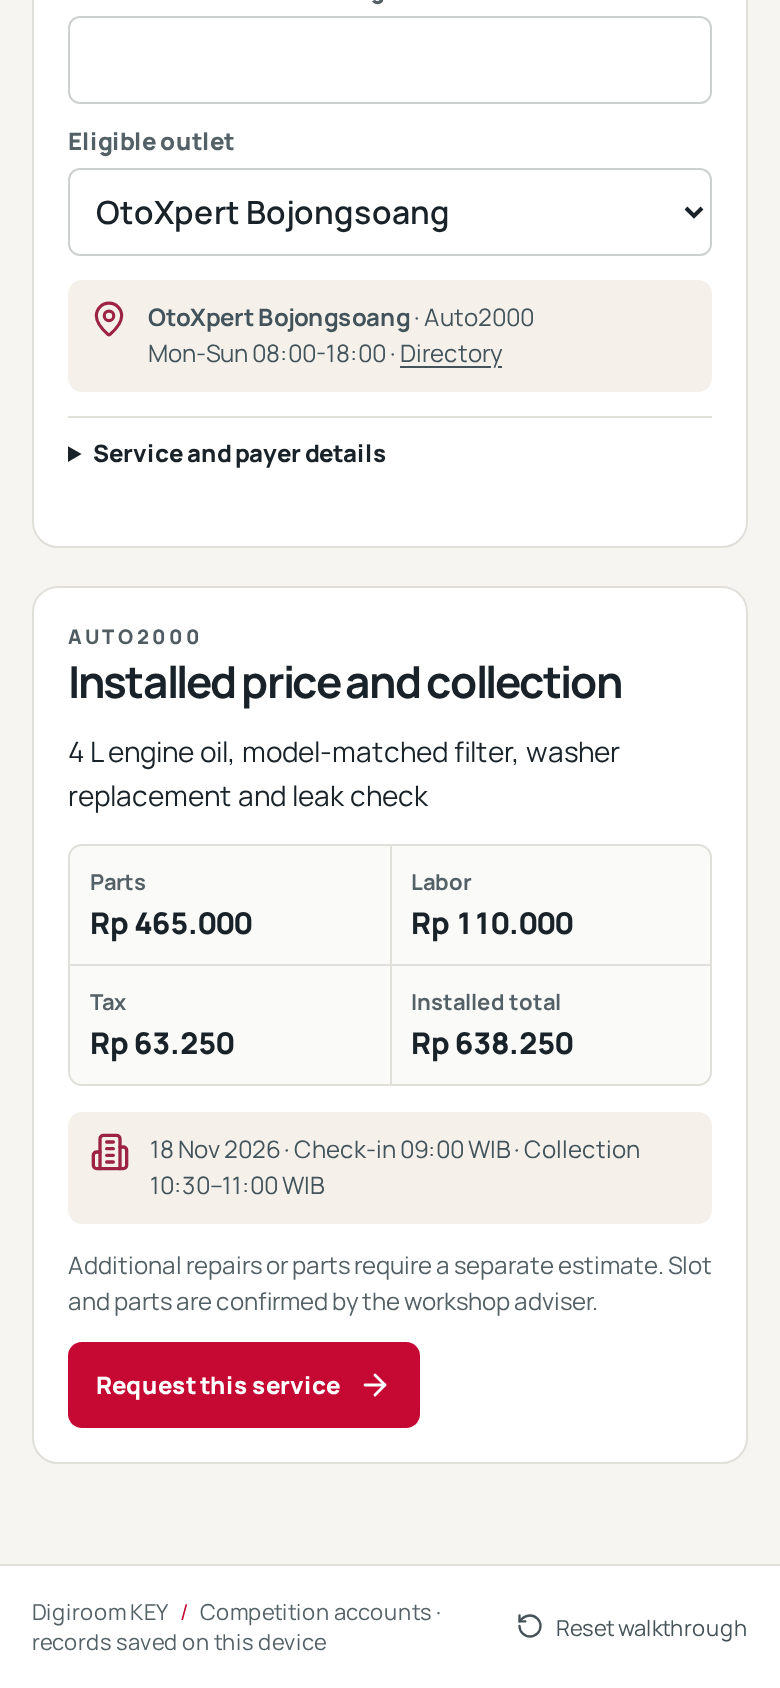 Eligible outlet
OtoXpert Bojongsoang
OtoXpert Bojongsoang · Auto2000
Mon-Sun 08:00-18:00 · Directory
Service and payer details
AUTO2000
Installed price and collection
4 L engine oil, model-matched filter, washer
replacement and leak check
Parts
Rp 465.000
Labor
Rp 110.000
Tax
Rp 63.250
Installed total
Rp 638.250
18 Nov 2026 · Check-in 09:00 WIB · Collection
10:30–11:00 WIB
Additional repairs or parts require a separate estimate. Slot
and parts are confirmed by the workshop adviser.
Request this service
Digiroom KEY / Competition accounts ·
records saved on this device
Reset walkthrough